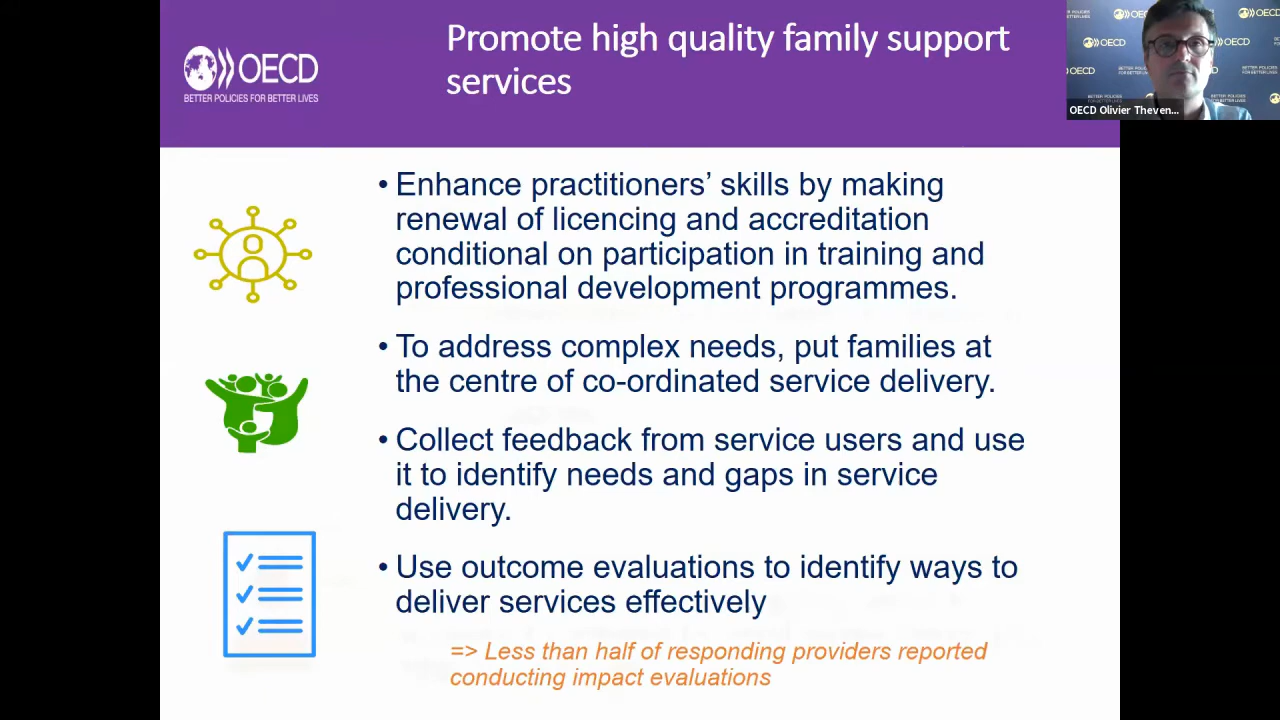 OECD
BETTER POLICIES FOR BETTER LIVES
Promote high quality family support
services
OECD Olivier Theven...
• Enhance practitioners’ skills by making
renewal of licencing and accreditation
conditional on participation in training and
professional development programmes.
• To address complex needs, put families at
the centre of co-ordinated service delivery.
• Collect feedback from service users and use
it to identify needs and gaps in service
delivery.
• Use outcome evaluations to identify ways to
deliver services effectively
=> Less than half of responding providers reported
conducting impact evaluations